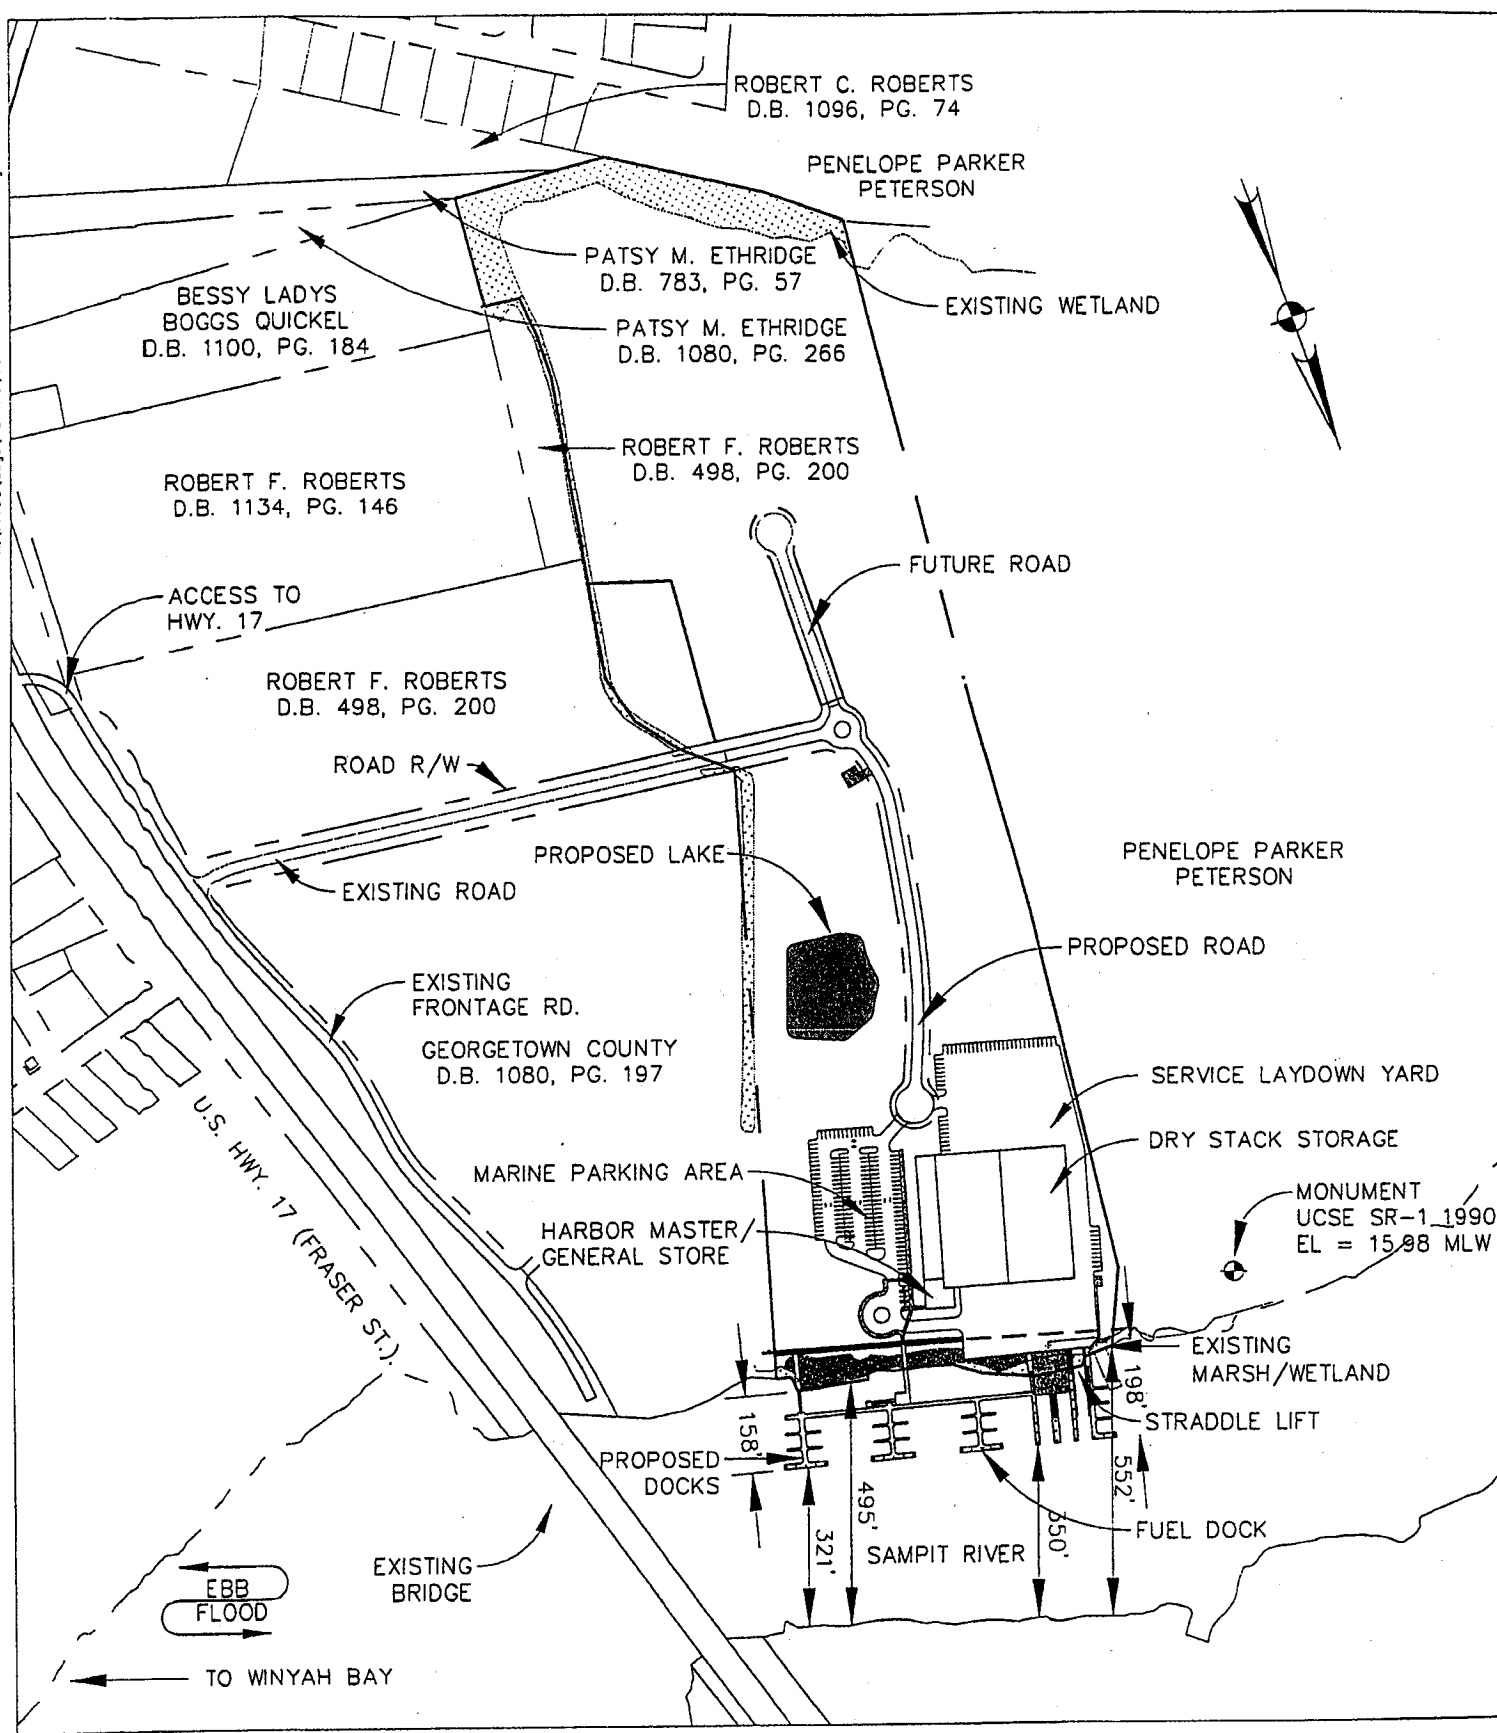 ROBERT C. ROBERTS
D.B. 1096, PG. 74
PENELOPE PARKER
PETERSON
PATSY M. ETHRIDGE
D.B. 783, PG. 57
EXISTING WETLAND
BESSY LADYS
BOGGS QUICKEL
D.B. 1100, PG. 184
PATSY M. ETHRIDGE
D.B. 1080, PG. 266
ROBERT F. ROBERTS
D.B. 498, PG. 200
ROBERT F. ROBERTS
D.B. 1134, PG. 146
FUTURE ROAD
ACCESS TO
HWY. 17
ROBERT F. ROBERTS
D.B. 498, PG. 200
ROAD R/W
PROPOSED LAKE
PENELOPE PARKER
PETERSON
EXISTING ROAD
PROPOSED ROAD
EXISTING
FRONTAGE RD.
GEORGETOWN COUNTY
D.B. 1080, PG. 197
SERVICE LAYDOWN YARD
DRY STACK STORAGE
U.S. HWY. 17 (FRASER ST.).
MARINE PARKING AREA
MONUMENT
UCSE SR-1 1990
EL = 15.98 MLW
HARBOR MASTER/
GENERAL STORE
EXISTING
MARSH/WETLAND
198'
STRADDLE LIFT
158'
PROPOSED
DOCKS
552'
495'
350'
321'
FUEL DOCK
SAMPIT RIVER
EXISTING
BRIDGE
EBB
FLOOD
TO WINYAH BAY